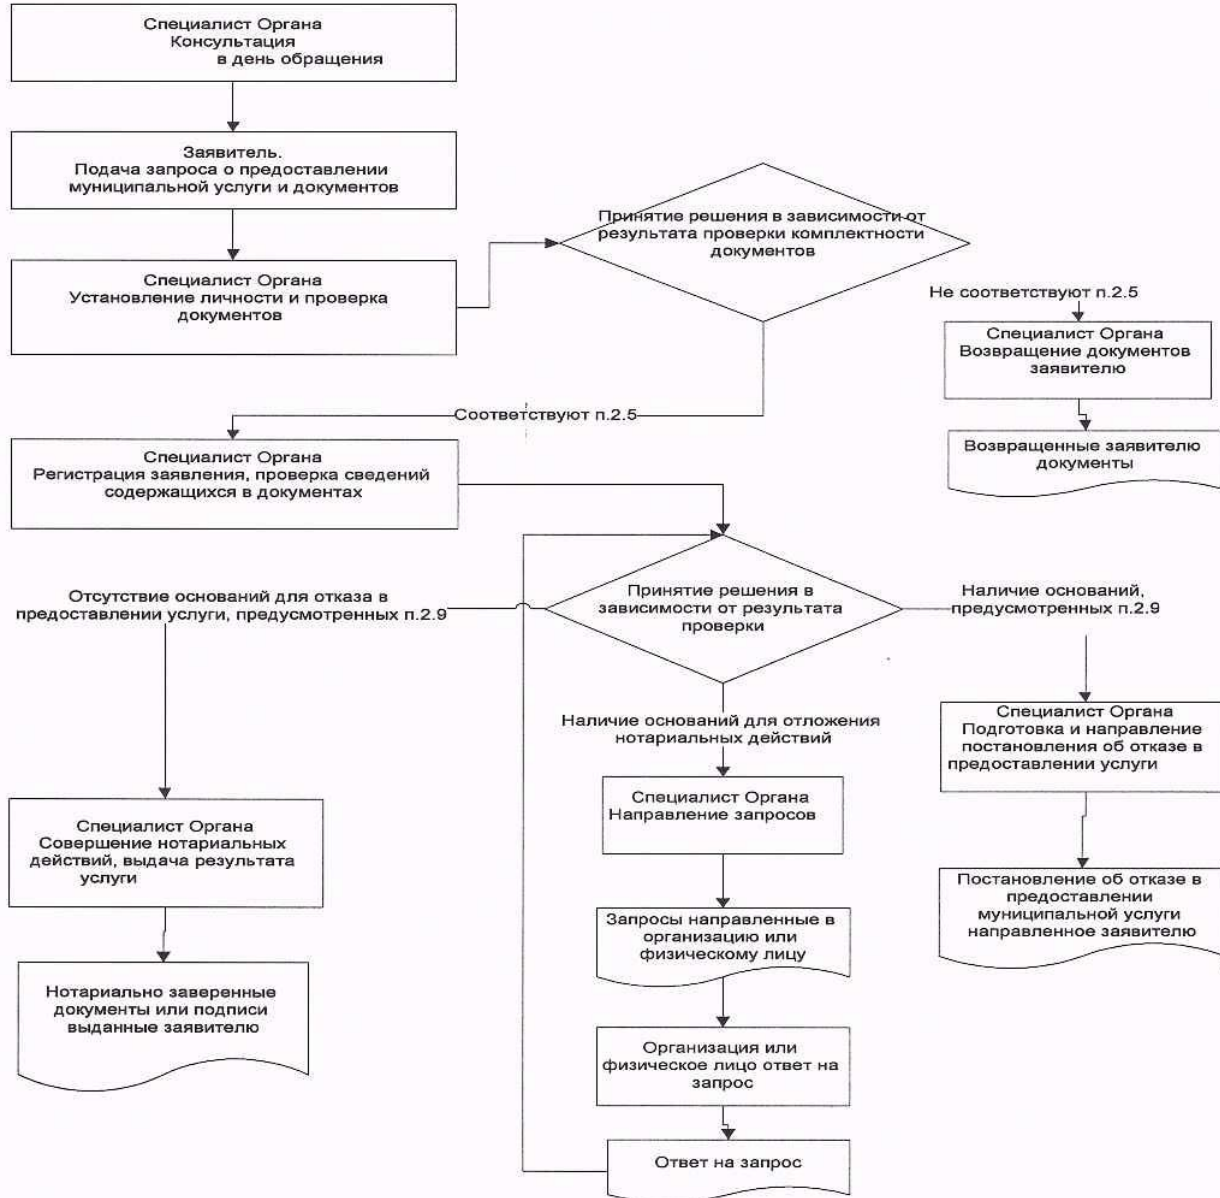 Специалист Органа
Консультация
в день обращения
Заявитель.
Подача запроса о предоставлении
муниципальной услуги и документов
Специалист Органа
Установление личности и проверка
документов
Принятие решения в зависимости от
результата проверки комплектности
документов
Не соответствуют п.2.5
Специалист Органа
Возвращение документов
заявителю
Возвращенные заявителю
документы
Соответствуют п.2.5
Специалист Органа
Регистрация заявления, проверка сведений
содержащихся в документах
Принятие решения в
зависимости от результата
проверки
Отсутствие оснований для отказа в
предоставлении услуги, предусмотренных п.2.9
Наличие оснований,
предусмотренных п.2.9
Наличие оснований для отложения
нотариальных действий
Специалист Органа
Подготовка и направление
постановления об отказе в
предоставлении услуги
Специалист Органа
Направление запросов
Специалист Органа
Совершение нотариальных
действий, выдача результата
услуги
Постановление об отказе в
предоставлении
муниципальной услуги
направленное заявителю
Запросы направленные в
организацию или
физическому лицу
Нотариально заверенные
документы или подписи
выданные заявителю
Организация или
физическое лицо ответ на
запрос
Ответ на запрос